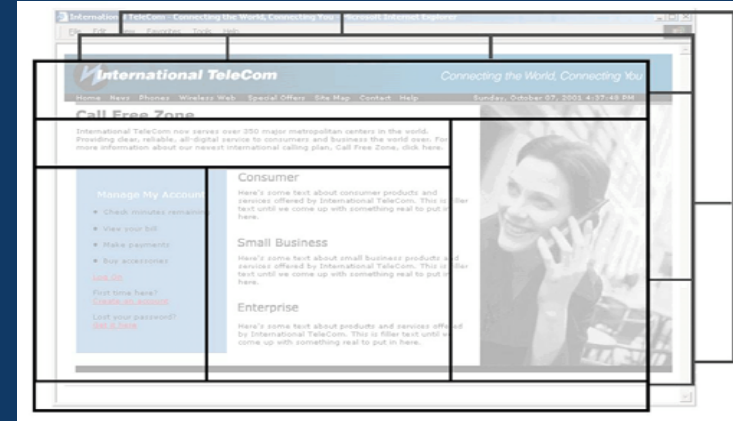 International TeleCom - Connecting the World, Connecting You - Microsoft Internet Explorer
File Edit View Favorites Tools Help
International TeleCom
Connecting the World, Connecting You
Home News Phones Wireless Web Special Offers Site Map Contact Help
Sunday, October 07, 2001 4:37:48 PM
Call Free Zone
International TeleCom now serves over 250 major metropolitan centers in the world.
Providing clear, reliable, all-digital service to consumers and business the world over. For
more information about our newest international calling plan, Call Free Zone, click here.
Manage My Account
Check minutes remaining
View your bill
Make payments
Buy accessories
Log On
First time here?
Create an account
Lost your password?
Get it here
Consumer
Here's some text about consumer products and
services offered by International TeleCom. This is filler
text until we come up with something real to put in
here.
Small Business
Here's some text about small business products and
services offered by International TeleCom. This is filler
text until we come up with something real to put in
here.
Enterprise
Here's some text about products and services offered
by International TeleCom. This is filler text until we
come up with something real to put in here.